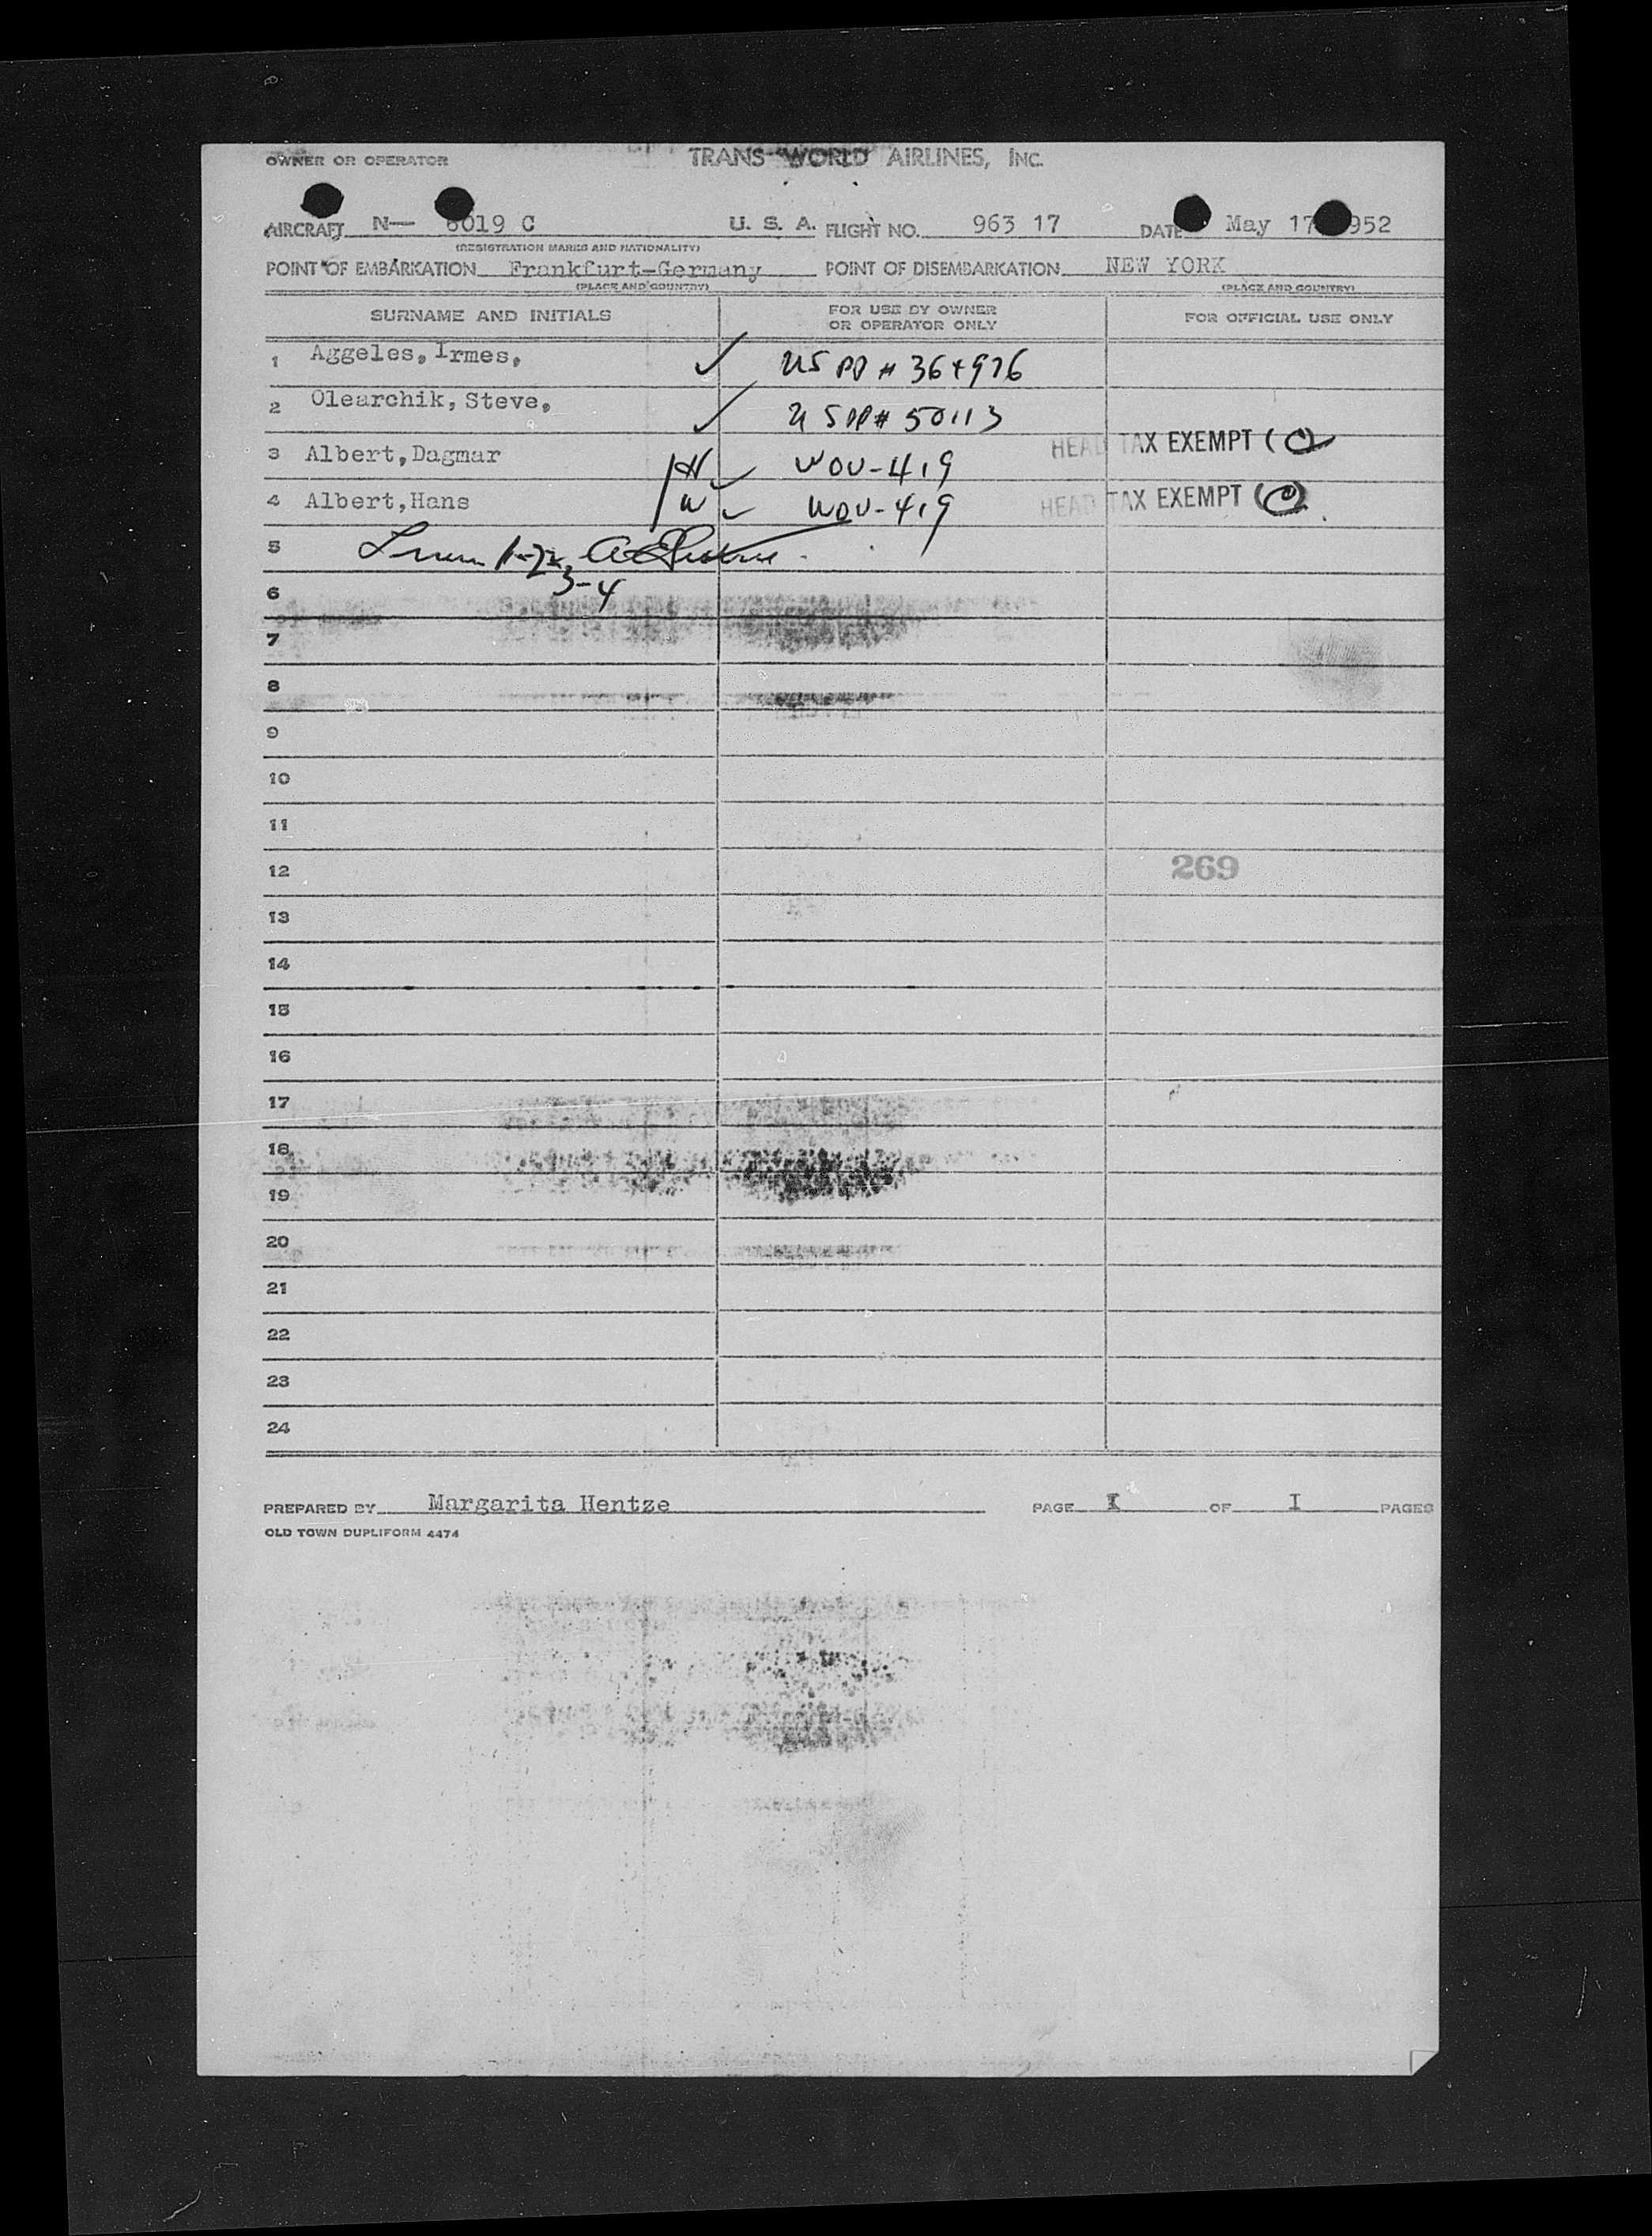 OWNER OR OPERATOR TRANS WORLD AIRLINES, INC.
AIRCRAFT N— 6019 C U. S. A. FLIGHT NO. 963 17 DATE May 17 1952
(REGISTRATION MARKS AND NATIONALITY)
POINT OF EMBARKATION Frankfurt-Germany POINT OF DISEMBARKATION NEW YORK
(PLACE AND COUNTRY) (PLACE AND COUNTRY)
SURNAME AND INITIALS FOR USE BY OWNER OR OPERATOR ONLY FOR OFFICIAL USE ONLY
1 Aggeles, Irmes, ✓ US PP #
2 Olearchik, Steve, ✓ US PP # 50113
3 Albert, Dagmar ✓ WOV-419 HEAD TAX EXEMPT
4 Albert, Hans W ✓ WOV-419 HEAD TAX EXEMPT
5
3-4
6
7
8
9
10
11
12 269
13
14
15
16
17
18
19
20
21
22
23
24
PREPARED BY Margarita Hentze PAGE I OF I PAGES
OLD TOWN DUPLIFORM 4474